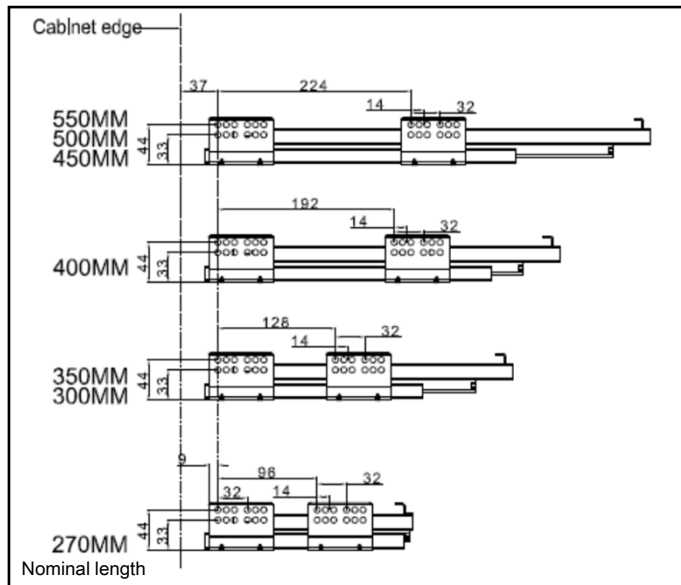 Cabinet edge
37 224
14 32
550MM
500MM
450MM
44 33
192
14 32
400MM
44 33
128
14 32
350MM
300MM
44 33
9
96
32 14 32
270MM
44 33
Nominal length